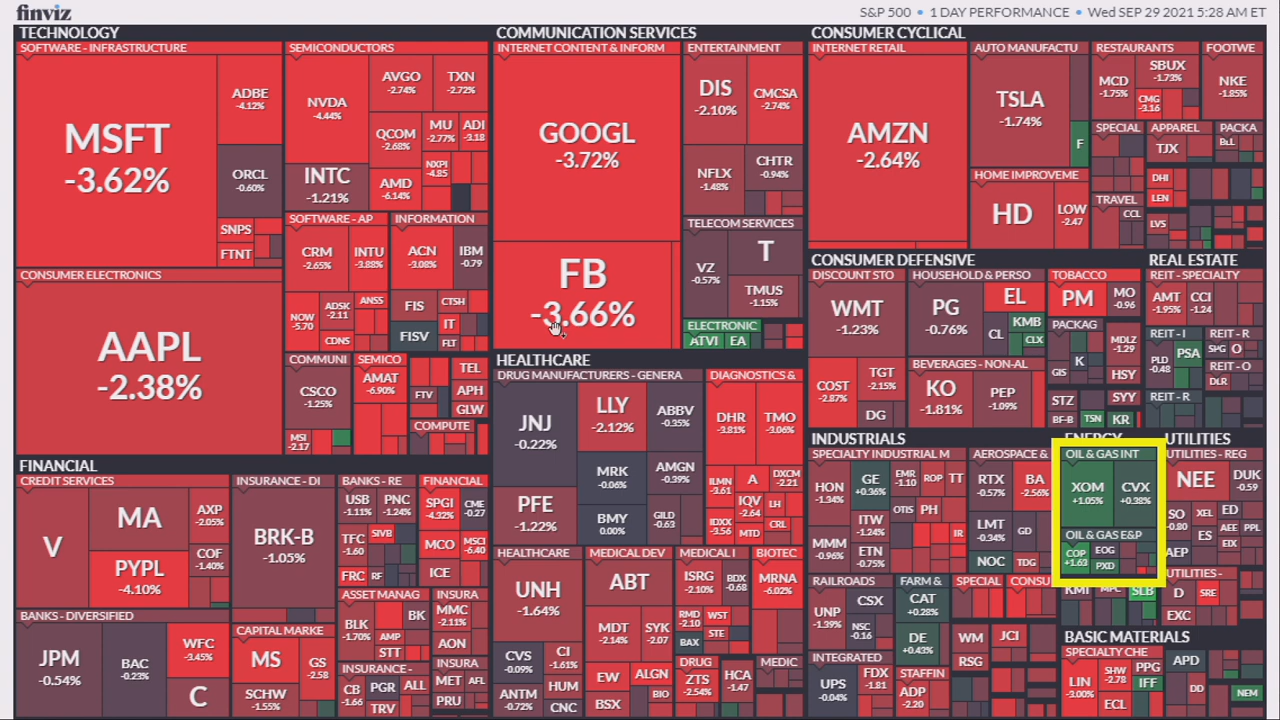 finviz
S&P 500 • 1 DAY PERFORMANCE • Wed SEP 29 2021 5:28 AM ET
TECHNOLOGY
SOFTWARE - INFRASTRUCTURE
MSFT
-3.62%
ADBE
-4.12%
ORCL
-0.60%
SNPS
FTNT
SEMICONDUCTORS
NVDA
-4.44%
INTC
-1.21%
AVGO
-2.74%
TXN
-2.72%
QCOM
-2.68%
MU
-2.77%
ADI
-3.18
AMD
-6.14%
NXPI
-4.85
CONSUMER ELECTRONICS
AAPL
-2.38%
SOFTWARE - AP
CRM
-2.65%
INTU
-3.88%
NOW
-5.70
ADSK
-2.11
ANSS
CDNS
INFORMATION
ACN
-3.08%
IBM
-0.79
FIS
CTSH
FISV
IT
FLT
COMMUNI
CSCO
-1.25%
MSI
-2.17
SEMICO
AMAT
-6.90%
TEL
FTV
APH
GLW
COMPUTE
COMMUNICATION SERVICES
INTERNET CONTENT & INFORM
GOOGL
-3.72%
FB
-3.66%
ENTERTAINMENT
DIS
-2.10%
CMCSA
-2.74%
NFLX
-1.48%
CHTR
-0.94%
TELECOM SERVICES
VZ
-0.57%
T
TMUS
-1.15%
ELECTRONIC
ATVI
EA
CONSUMER CYCLICAL
INTERNET RETAIL
AMZN
-2.64%
AUTO MANUFACTU
TSLA
-1.74%
F
RESTAURANTS
MCD
-1.75%
SBUX
-1.73%
CMG
-3.16
FOOTWE
NKE
-1.85%
HOME IMPROVEME
HD
LOW
-2.47
SPECIAL
APPAREL
TJX
PACKA
BLL
DHI
LEN
TRAVEL
CCL
LVS
CONSUMER DEFENSIVE
DISCOUNT STO
WMT
-1.23%
COST
-2.87%
TGT
-2.15%
DG
HOUSEHOLD & PERSO
PG
-0.76%
EL
CL
KMB
CLX
BEVERAGES - NON-AL
KO
-1.81%
PEP
-1.09%
TOBACCO
PM
MO
-0.96
PACKAG
MDLZ
-1.29
GIS
K
HSY
STZ
SYY
BF-B
TSN
KR
REAL ESTATE
REIT - SPECIALTY
AMT
-1.95%
CCI
-1.24
REIT - I
PLD
-0.48
PSA
REIT - R
SPG
O
REIT - O
DLR
REIT - R
HEALTHCARE
DRUG MANUFACTURERS - GENERA
JNJ
-0.22%
LLY
-2.12%
ABBV
-0.35%
PFE
-1.22%
MRK
-0.06%
AMGN
-0.39%
BMY
0.00%
GILD
-0.63
DIAGNOSTICS &
DHR
-3.81%
TMO
-3.06%
ILMN
-3.61
A
DXCM
-2.21
IQV
-2.64
LH
IDXX
-3.56
MTD
CRL
HEALTHCARE
UNH
-1.64%
CVS
-0.09%
CI
-1.61%
ANTM
-0.72%
HUM
CNC
MEDICAL DEV
ABT
MDT
-2.14%
SYK
-2.07
EW
ALGN
BSX
BIO
MEDICAL I
ISRG
-2.10%
BDX
-0.68
RMD
-2.10
WST
BAX
STE
BIOTEC
MRNA
-6.02%
DRUG
ZTS
-2.54%
HCA
-1.47
MEDIC
FINANCIAL
CREDIT SERVICES
V
MA
AXP
-2.05%
PYPL
-4.10%
COF
-1.40%
INSURANCE - DI
BRK-B
-1.05%
BANKS - RE
USB
-1.11%
PNC
-1.24%
TFC
-1.60
SIVB
FRC
RF
FINANCIAL
SPGI
-4.32%
CME
-0.27
MCO
MSCI
-6.40
ICE
BANKS - DIVERSIFIED
JPM
-0.54%
BAC
-0.23%
WFC
-3.45%
C
CAPITAL MARKE
MS
GS
-2.58
SCHW
-1.55%
ASSET MANAG
BLK
-1.70%
BK
AMP
STT
INSURA
MMC
-2.11%
AON
INSURANCE -
CB
-1.66
PGR
ALL
TRV
INSURA
MET
AFL
PRU
INDUSTRIALS
SPECIALTY INDUSTRIAL M
HON
-1.34%
GE
+0.36%
EMR
-1.10
ROP
TT
MMM
-0.96%
ITW
-1.24%
OTIS
PH
ETN
-0.75%
IR
AEROSPACE &
RTX
-0.57%
BA
-2.56%
LMT
-0.34%
GD
NOC
TDG
RAILROADS
UNP
-1.39%
CSX
NSC
-0.16
FARM &
CAT
+0.28%
DE
+0.43%
SPECIAL
CONSU
WM
JCI
RSG
INTEGRATED
UPS
-0.04%
FDX
-1.81
STAFFIN
ADP
-2.20
ENERGY
OIL & GAS INT
XOM
+1.05%
CVX
+0.38%
OIL & GAS E&P
COP
+1.63
EOG
PXD
KMI
MPC
SLB
UTILITIES
UTILITIES - REG
NEE
DUK
-0.59
SO
-0.80
XEL
ED
AEE
PPL
ES
AEP
EIX
UTILITIES -
D
SRE
EXC
BASIC MATERIALS
SPECIALTY CHE
LIN
-3.00%
SHW
-2.78
PPG
IFF
ECL
APD
DD
NEM